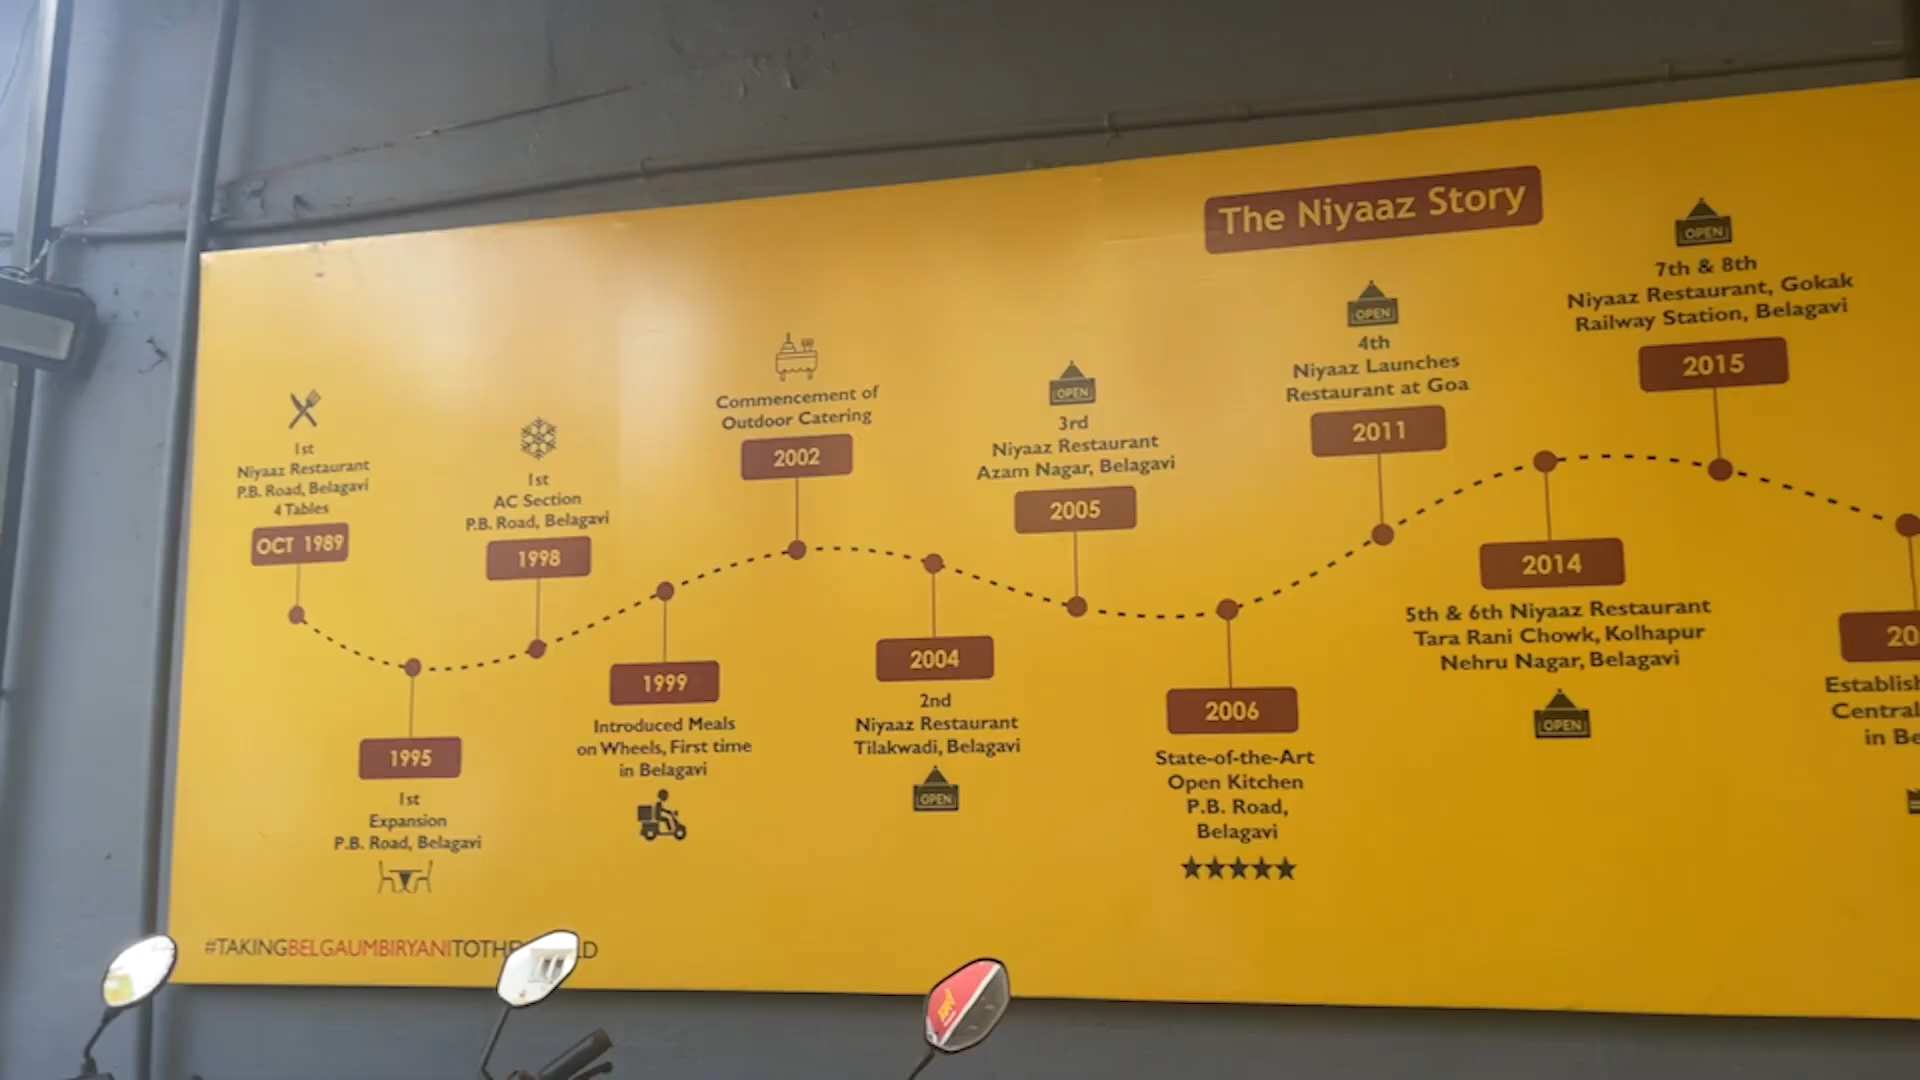 The Niyaaz Story
1st
Niyaaz Restaurant
P.B. Road, Belagavi
4 Tables
OCT 1989
1995
1st
Expansion
P.B. Road, Belagavi
1st
AC Section
P.B. Road, Belagavi
1998
1999
Introduced Meals
on Wheels, First time
in Belagavi
Commencement of
Outdoor Catering
2002
2004
2nd
Niyaaz Restaurant
Tilakwadi, Belagavi
OPEN
OPEN
3rd
Niyaaz Restaurant
Azam Nagar, Belagavi
2005
2006
State-of-the-Art
Open Kitchen
P.B. Road,
Belagavi
OPEN
4th
Niyaaz Launches
Restaurant at Goa
2011
2014
5th & 6th Niyaaz Restaurant
Tara Rani Chowk, Kolhapur
Nehru Nagar, Belagavi
OPEN
OPEN
7th & 8th
Niyaaz Restaurant, Gokak
Railway Station, Belagavi
2015
Central
in
#TAKINGBELGAUMBIRYANITOTHE